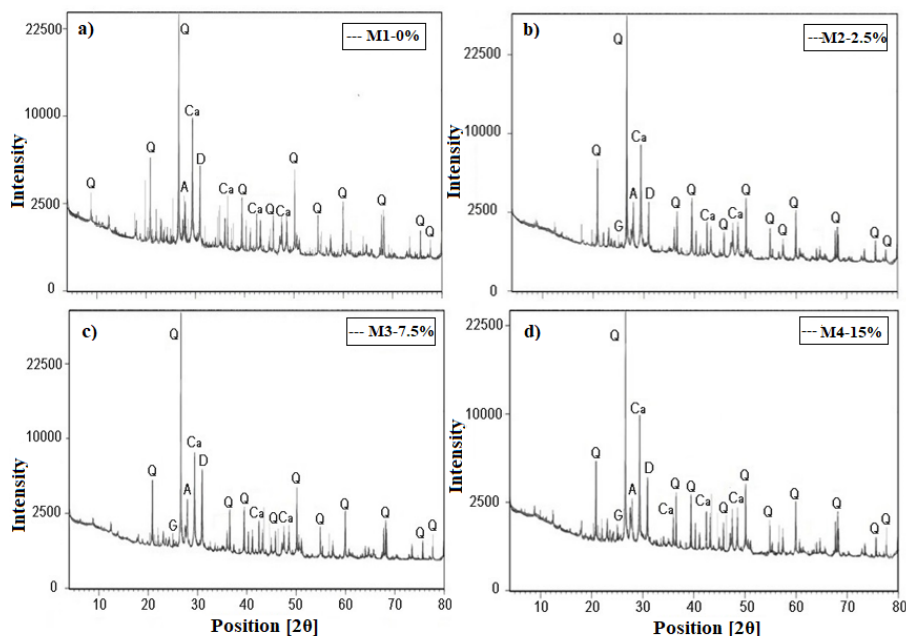 a)
--- M1-0%
Intensity
22500
10000
2500
0
Q
Q
Q
A
Ca
D
Ca
Q
Ca
Q
Ca
Q
Q
Q
Q
Q
Q
b)
---M2-2.5%
Intensity
22500
10000
2500
0
Q
Q
G
A
Ca
D
Q
Q
Ca
Q
Ca
Q
Q
Q
Q
Q
Q
Q
c)
--- M3-7.5%
Intensity
22500
10000
2500
0
Q
Q
G
A
Ca
D
Q
Q
Ca
Q
Ca
Q
Q
Q
Q
Q
Q
10 20 30 40 50 60 70 80
Position [2θ]
d)
--- M4-15%
Intensity
22500
10000
2500
0
Q
Q
G
A
Ca
D
Ca
Q
Q
Ca
Q
Ca
Q
Q
Q
Q
Q
Q
10 20 30 40 50 60 70 80
Position [2θ]